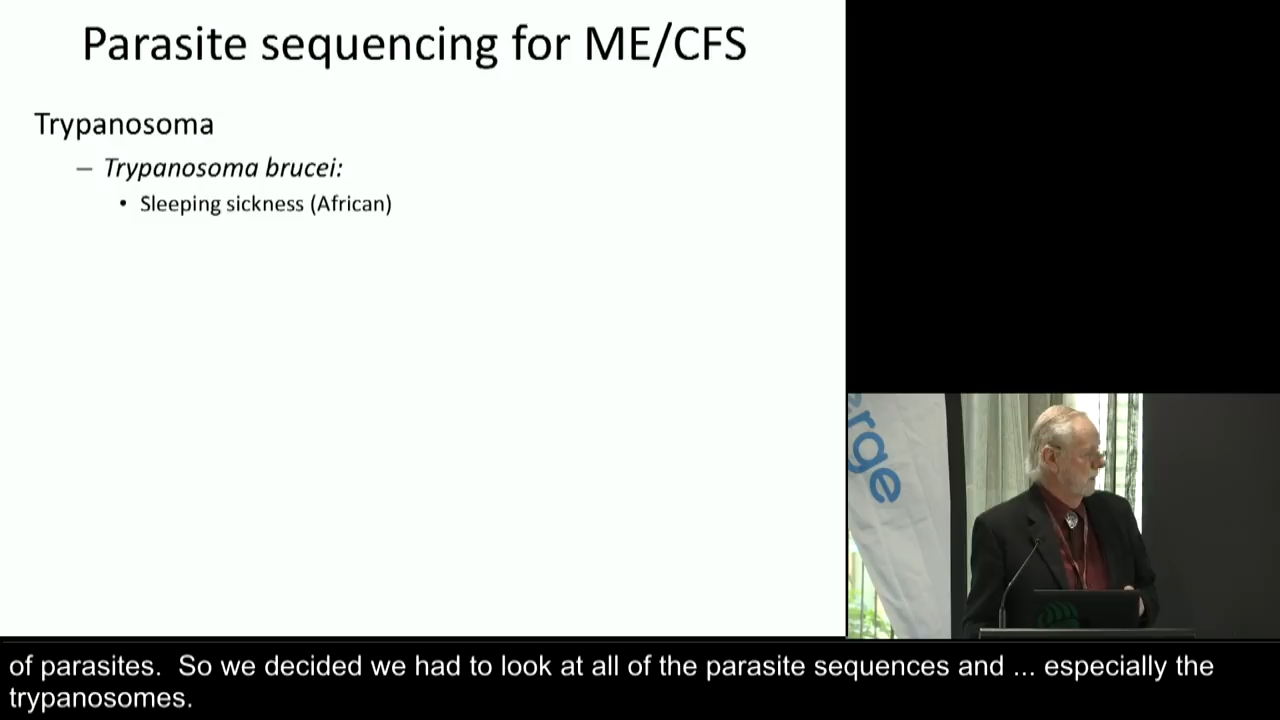 Parasite sequencing for ME/CFS
Trypanosoma
– Trypanosoma brucei:
• Sleeping sickness (African)
erge
of parasites.  So we decided we had to look at all of the parasite sequences and ... especially the
trypanosomes.